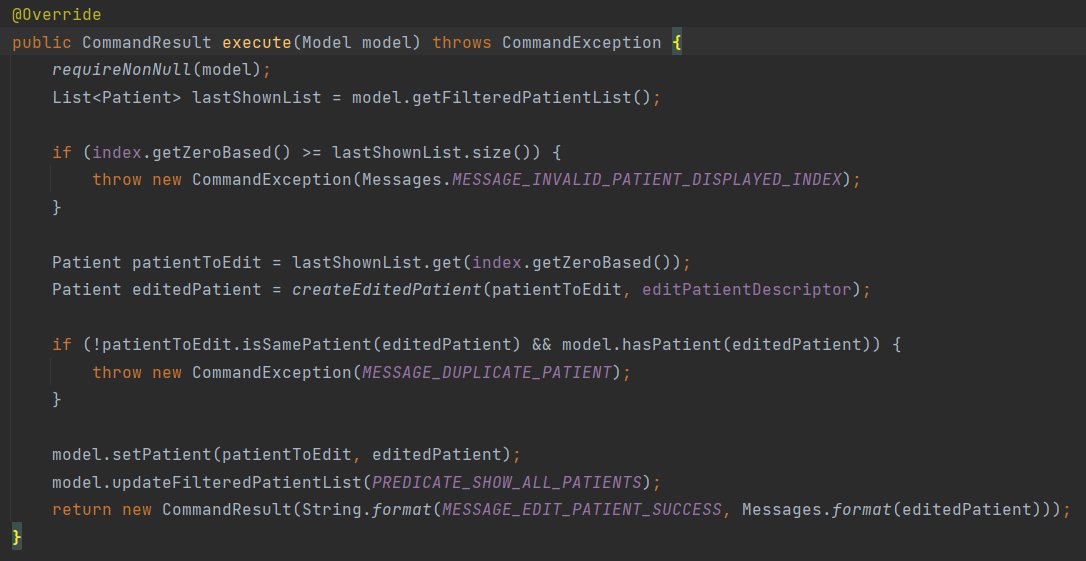 @Override
public CommandResult execute(Model model) throws CommandException {
    requireNonNull(model);
    List<Patient> lastShownList = model.getFilteredPatientList();

    if (index.getZeroBased() >= lastShownList.size()) {
        throw new CommandException(Messages.MESSAGE_INVALID_PATIENT_DISPLAYED_INDEX);
    }

    Patient patientToEdit = lastShownList.get(index.getZeroBased());
    Patient editedPatient = createEditedPatient(patientToEdit, editPatientDescriptor);

    if (!patientToEdit.isSamePatient(editedPatient) && model.hasPatient(editedPatient)) {
        throw new CommandException(MESSAGE_DUPLICATE_PATIENT);
    }

    model.setPatient(patientToEdit, editedPatient);
    model.updateFilteredPatientList(PREDICATE_SHOW_ALL_PATIENTS);
    return new CommandResult(String.format(MESSAGE_EDIT_PATIENT_SUCCESS, Messages.format(editedPatient)));
}